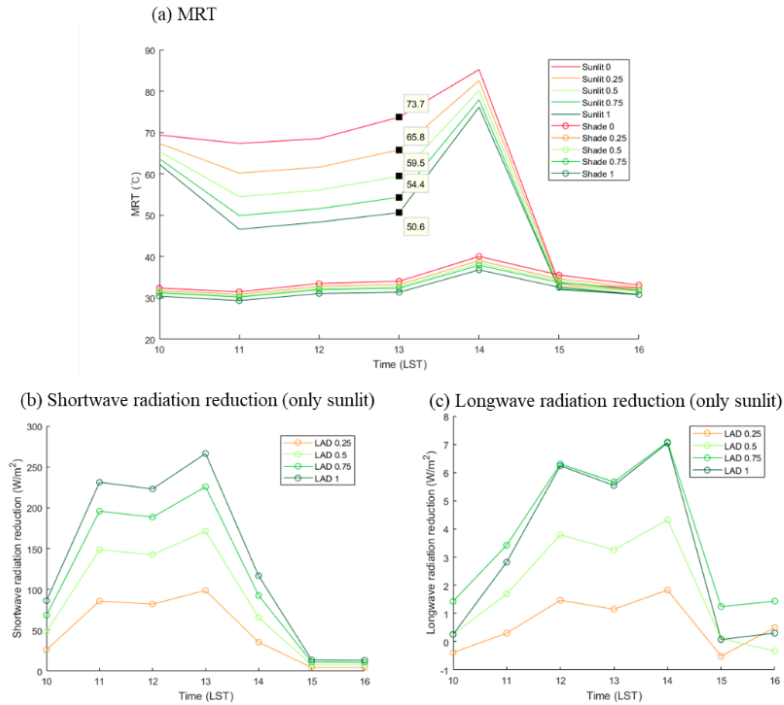 (a) MRT
90
80
70
60
50
40
30
20
MRT (℃)
10 11 12 13 14 15 16
Time (LST)
73.7
65.8
59.5
54.4
50.6
Sunlit 0
Sunlit 0.25
Sunlit 0.5
Sunlit 0.75
Sunlit 1
Shade 0
Shade 0.25
Shade 0.5
Shade 0.75
Shade 1
(b) Shortwave radiation reduction (only sunlit)
300
250
200
150
100
50
0
Shortwave radiation reduction (W/m²)
10 11 12 13 14 15 16
Time (LST)
LAD 0.25
LAD 0.5
LAD 0.75
LAD 1
(c) Longwave radiation reduction (only sunlit)
8
7
6
5
4
3
2
1
0
-1
Longwave radiation reduction (W/m²)
10 11 12 13 14 15 16
Time (LST)
LAD 0.25
LAD 0.5
LAD 0.75
LAD 1